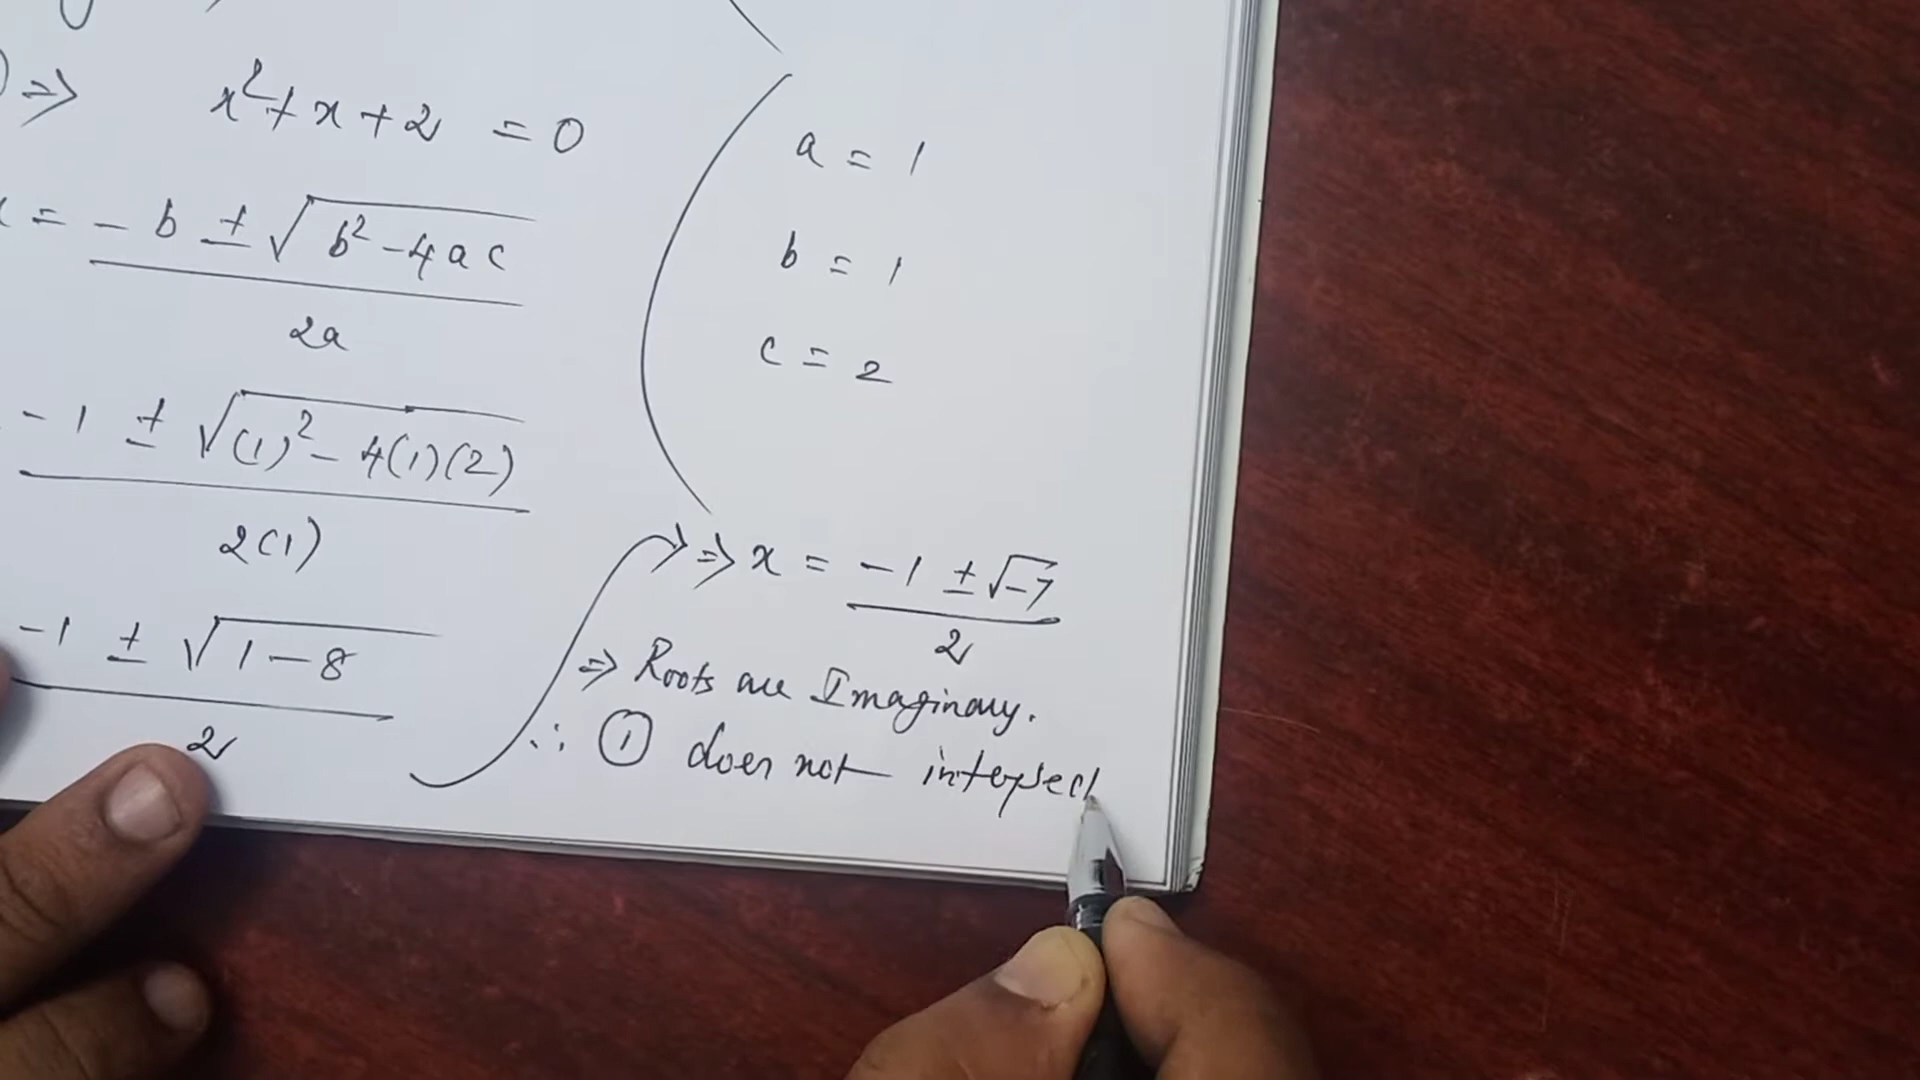 ⇒ x² + x + 2 = 0
= -b ± √(b² - 4ac)
2a
-1 ± √((1)² - 4(1)(2))
2(1)
-1 ± √(1 - 8)
2
a = 1
b = 1
c = 2
⇒ x = -1 ± √-7
2
⇒ Roots are Imaginary.
∴ ① does not intersect